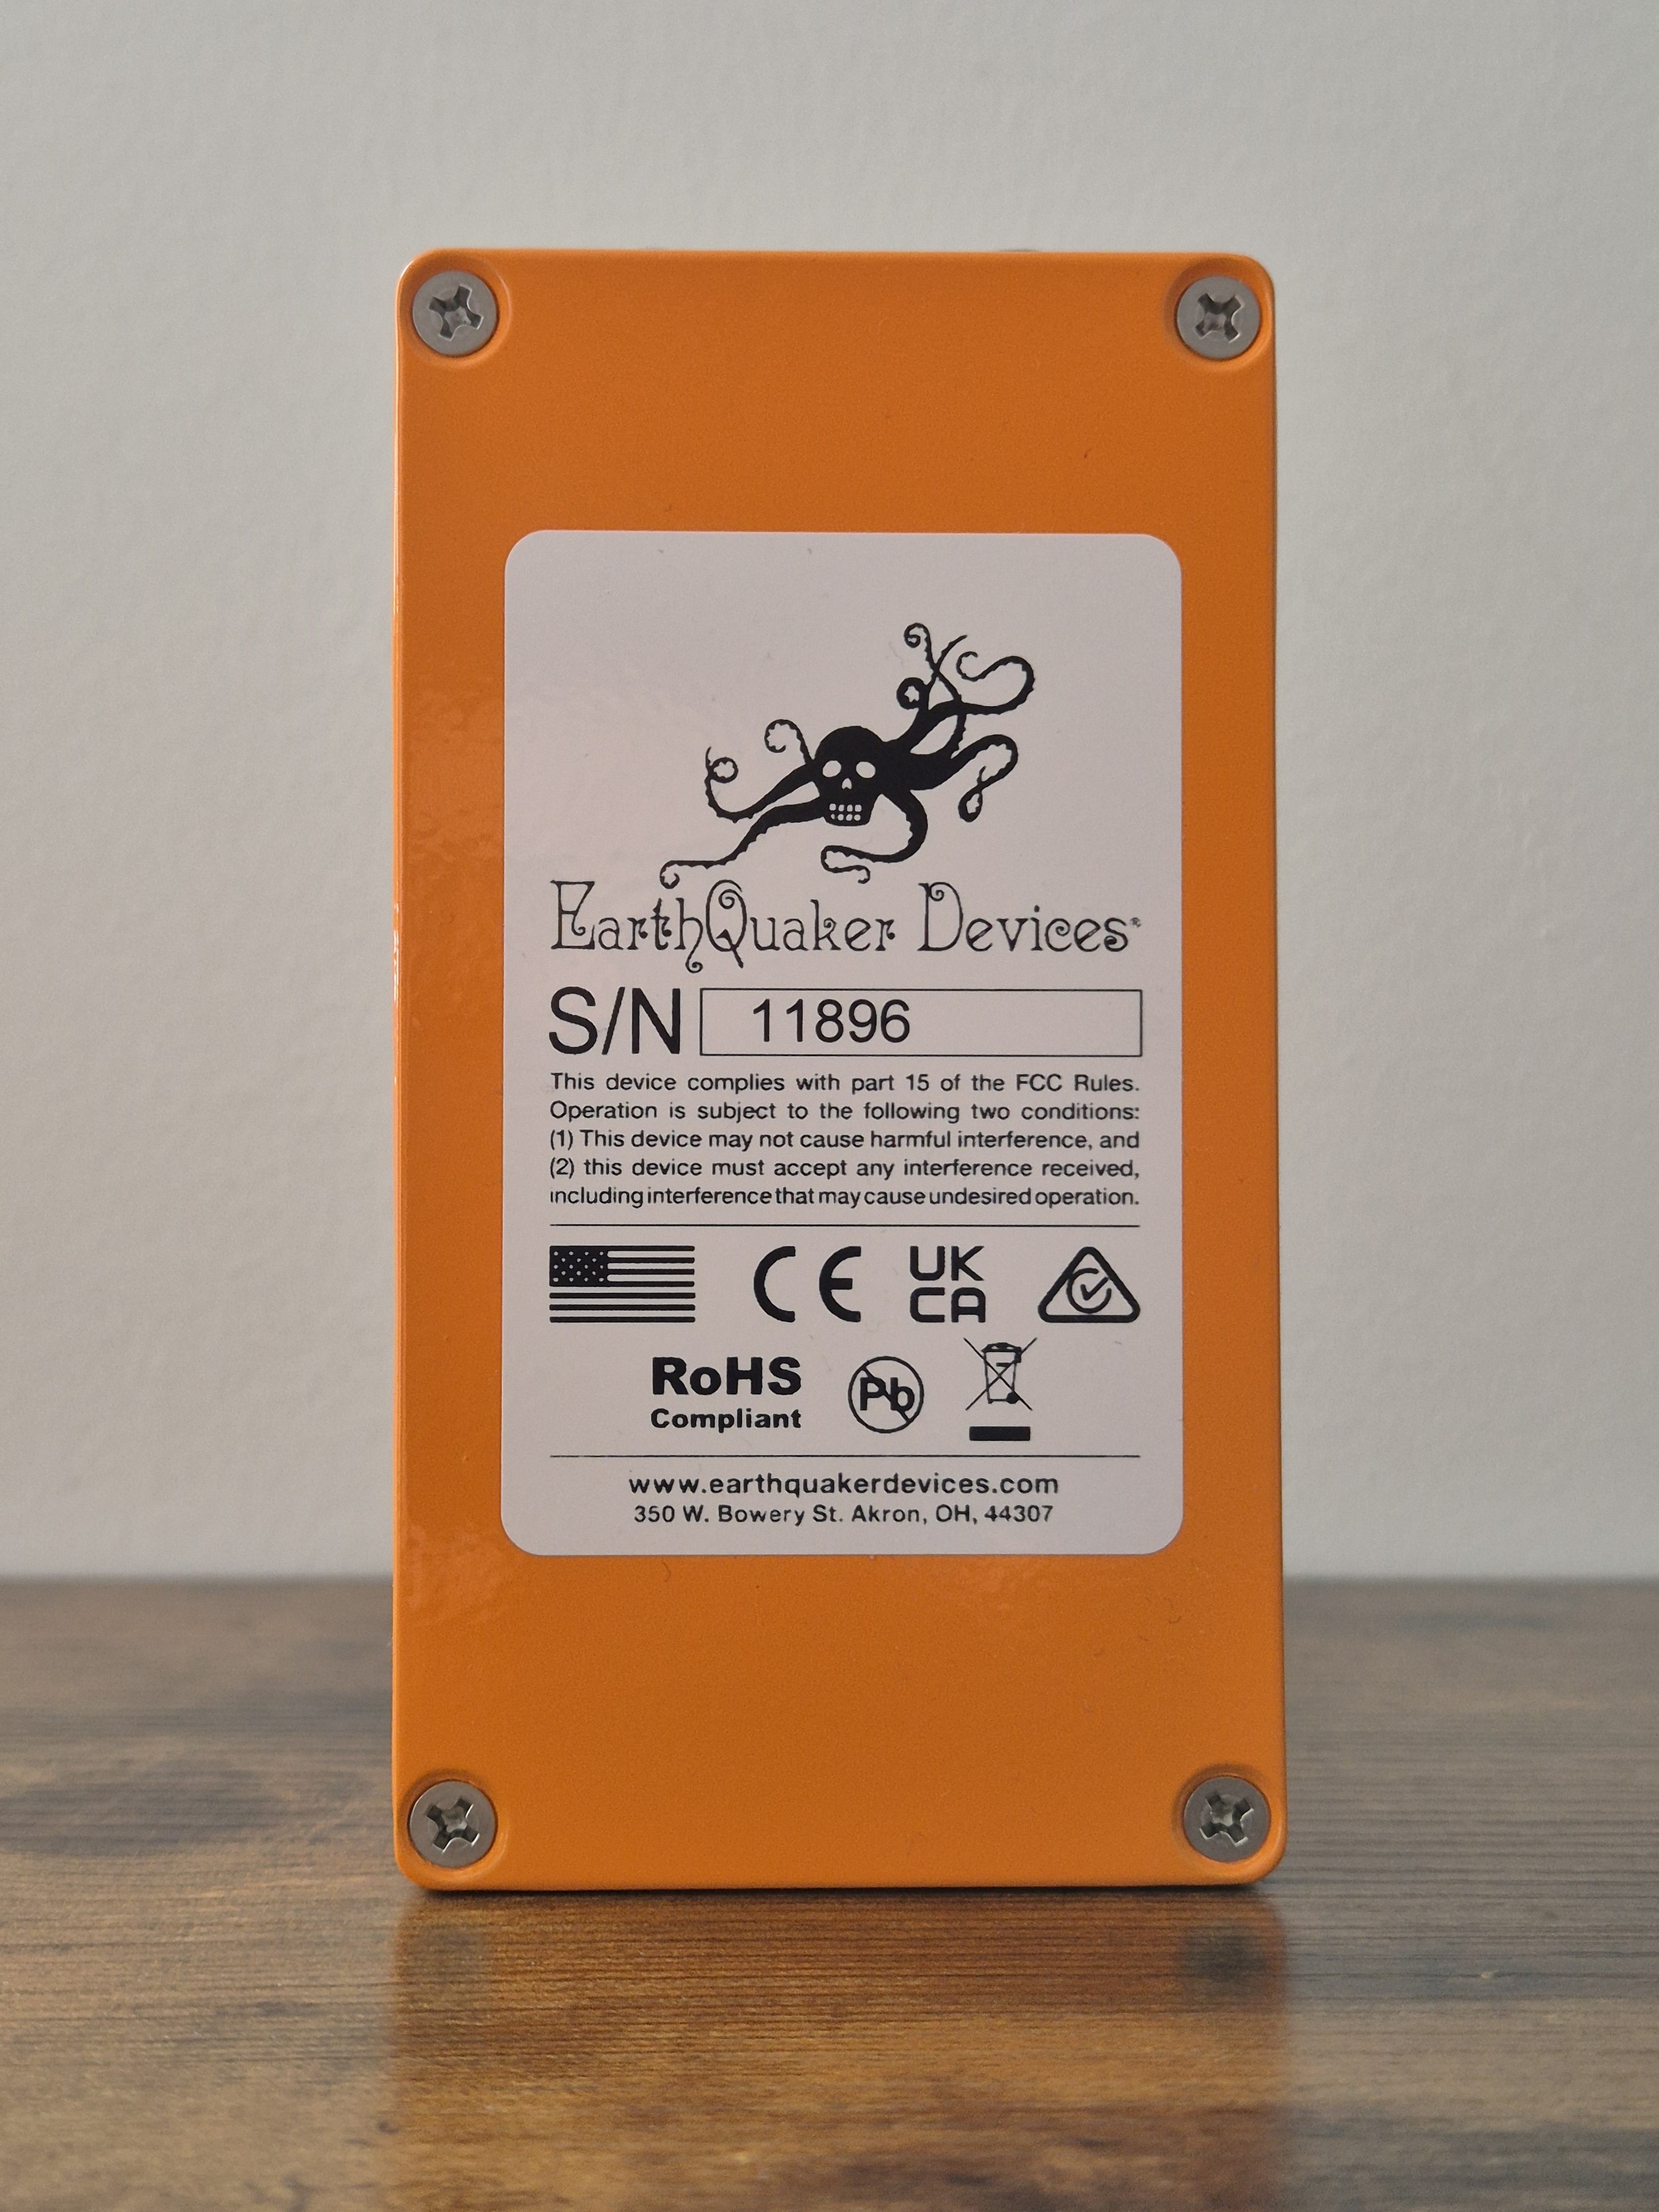 EarthQuaker Devices®
S/N 11896
This device complies with part 15 of the FCC Rules.
Operation is subject to the following two conditions:
(1) This device may not cause harmful interference, and
(2) this device must accept any interference received,
including interference that may cause undesired operation.
CE UK CA
RoHS Pb
Compliant
www.earthquakerdevices.com
350 W. Bowery St. Akron, OH, 44307